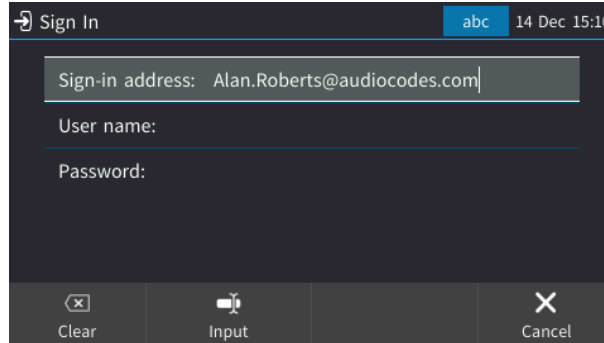 Sign In abc 14 Dec 15:10
Sign-in address: Alan.Roberts@audiocodes.com
User name:
Password:
Clear Input Cancel